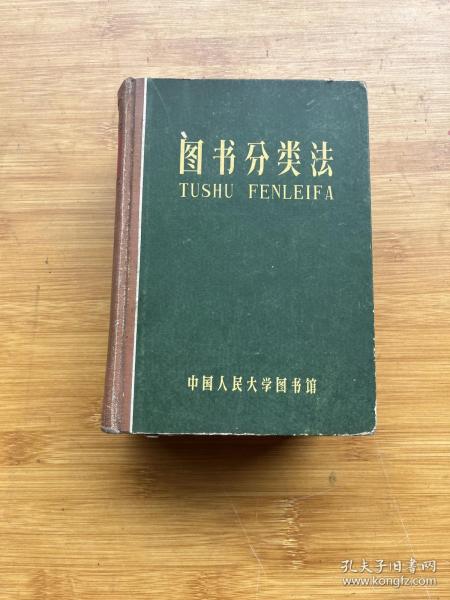 图书分类法
TUSHU FENLEIFA
中国人民大学图书馆
孔夫子旧书网
www.kongfz.com